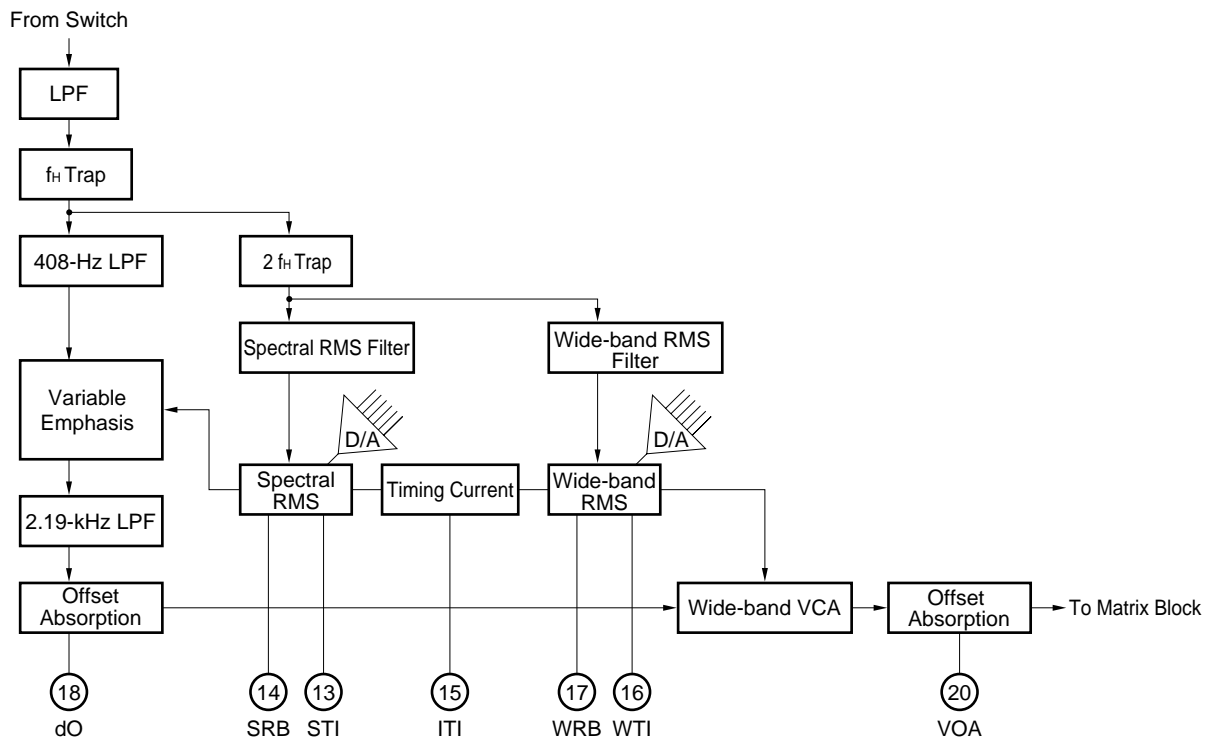 From Switch
LPF
fH Trap
408-Hz LPF
2 fH Trap
Spectral RMS Filter
Wide-band RMS
Filter
Variable
Emphasis
D/A
D/A
Spectral
RMS
Timing Current
Wide-band
RMS
2.19-kHz LPF
Offset
Absorption
Wide-band VCA
Offset
Absorption
To Matrix Block
18
14
13
15
17
16
20
dO
SRB
STI
ITI
WRB
WTI
VOA